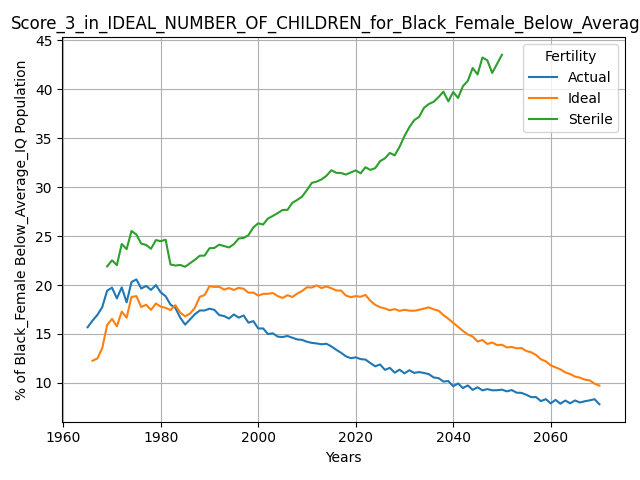 Score_3_in_IDEAL_NUMBER_OF_CHILDREN_for_Black_Female_Below_Averag
% of Black_Female Below_Average_IQ Population
45
40
35
30
25
20
15
10
Fertility
Actual
Ideal
Sterile
1960 1980 2000 2020 2040 2060
Years